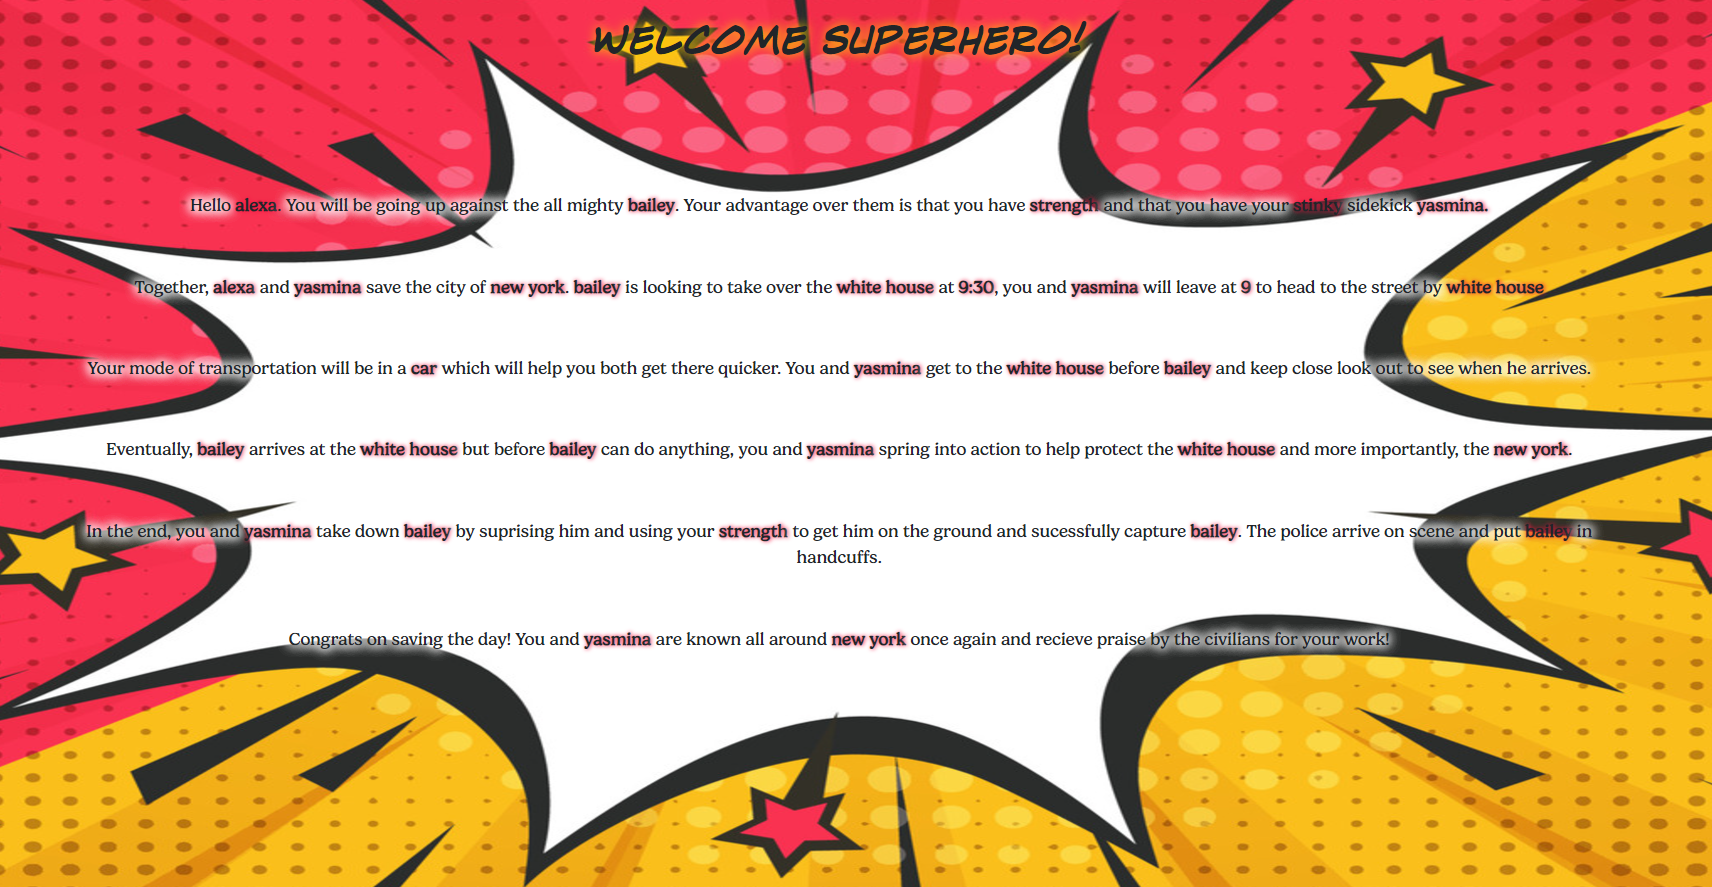 WELCOME SUPERHERO!
Hello alexa. You will be going up against the all mighty bailey. Your advantage over them is that you have strength and that you have your stinky sidekick yasmina.
Together, alexa and yasmina save the city of new york. bailey is looking to take over the white house at 9:30, you and yasmina will leave at 9 to head to the street by white house
Your mode of transportation will be in a car which will help you both get there quicker. You and yasmina get to the white house before bailey and keep close look out to see when he arrives.
Eventually, bailey arrives at the white house but before bailey can do anything, you and yasmina spring into action to help protect the white house and more importantly, the new york.
In the end, you and yasmina take down bailey by suprising him and using your strength to get him on the ground and sucessfully capture bailey. The police arrive on scene and put bailey in
handcuffs.
Congrats on saving the day! You and yasmina are known all around new york once again and recieve praise by the civilians for your work!